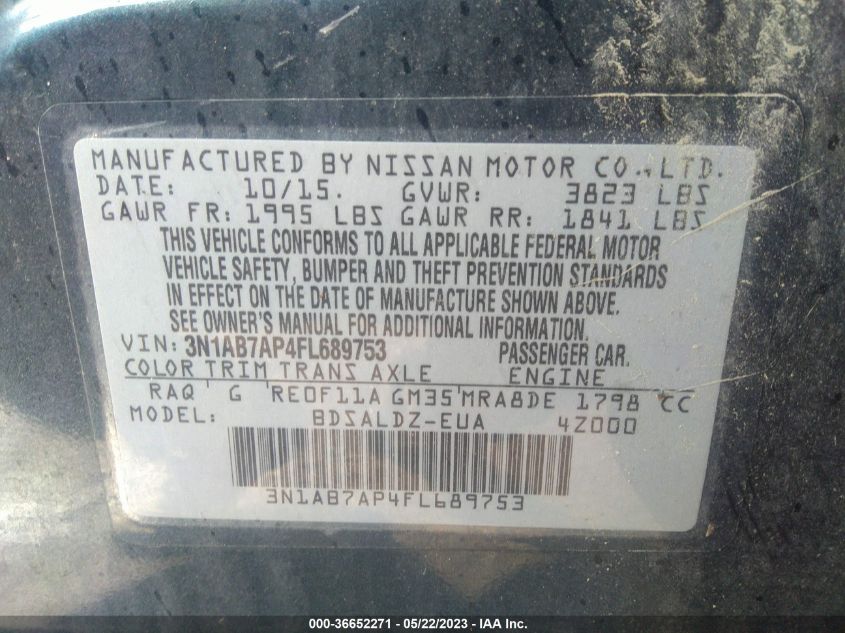 MANUFACTURED BY NISSAN MOTOR CO., LTD.
DATE: 10/15. GVWR: 3823 LBS
GAWR FR: 1995 LBS GAWR RR: 1841 LBS
THIS VEHICLE CONFORMS TO ALL APPLICABLE FEDERAL MOTOR
VEHICLE SAFETY, BUMPER AND THEFT PREVENTION STANDARDS
IN EFFECT ON THE DATE OF MANUFACTURE SHOWN ABOVE.
SEE OWNER'S MANUAL FOR ADDITIONAL INFORMATION.
VIN: 3N1AB7AP4FL689753 PASSENGER CAR.
COLOR TRIM TRANS AXLE ENGINE
RAQ G RE0F11A GM35 MRA8DE 1798 CC
MODEL: BDSALDZ-EUA 4Z000
3N1AB7AP4FL689753
000-36652271 - 05/22/2023 - IAA Inc.